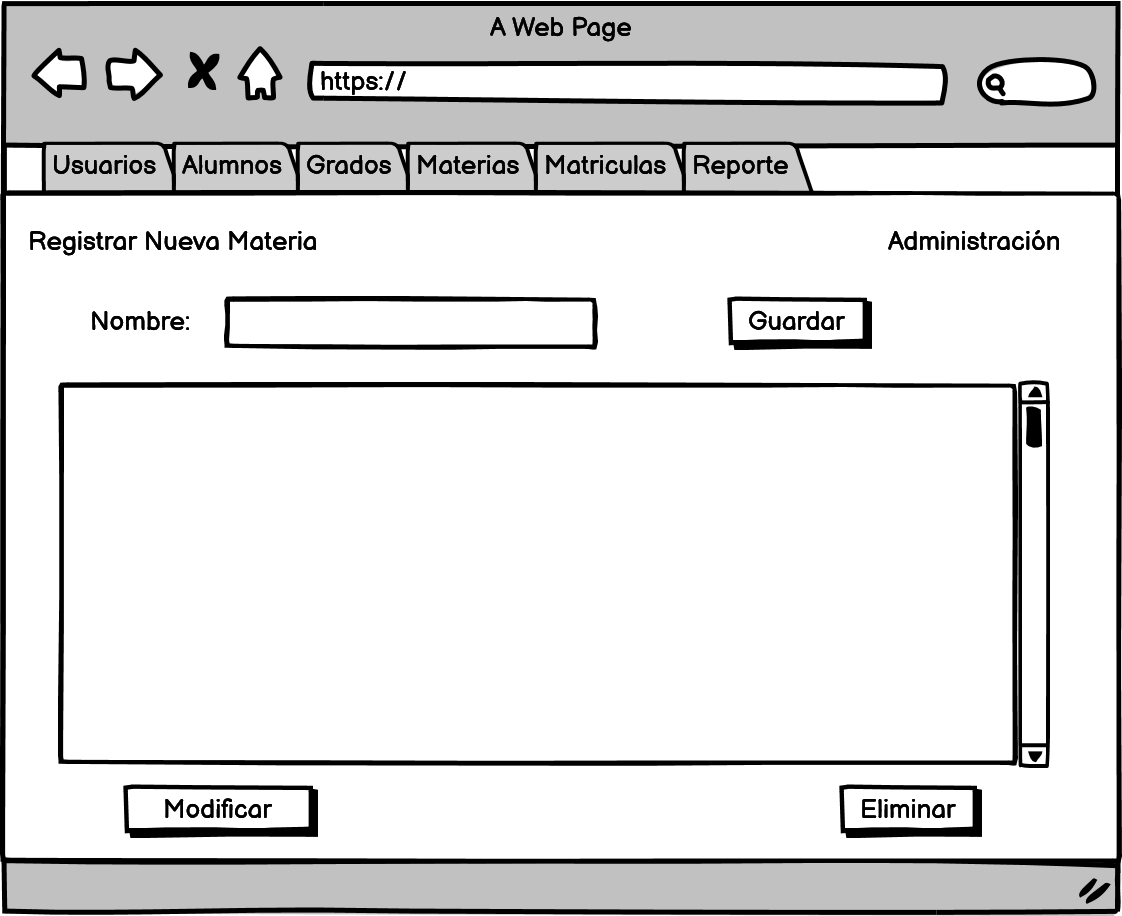 A Web Page
https://
Usuarios Alumnos Grados Materias Matriculas Reporte
Registrar Nueva Materia Administración
Nombre: Guardar
Modificar Eliminar